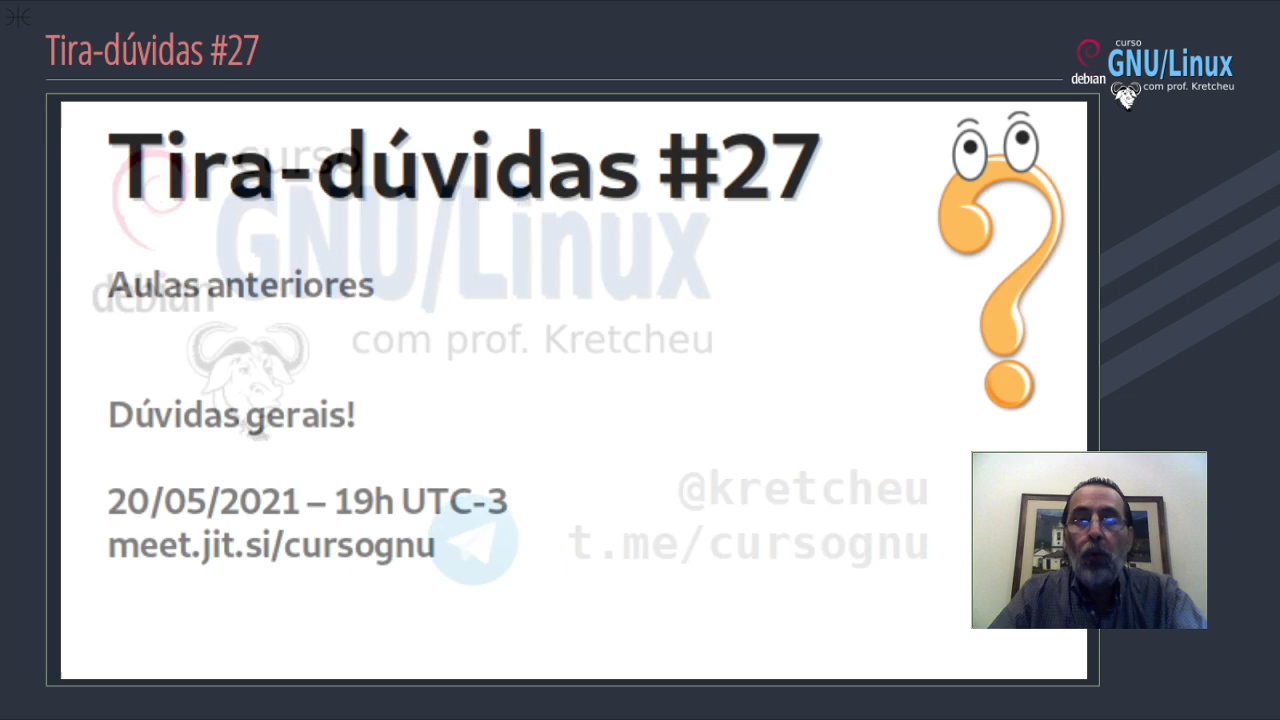 Tira-dúvidas #27
curso
GNU/Linux
debian
com prof. Kretcheu
Tira-dúvidas #27
curso
GNU/Linux
debian
com prof. Kretcheu
Aulas anteriores
Dúvidas gerais!
20/05/2021 – 19h UTC-3
meet.jit.si/cursognu
@kretcheu
t.me/cursognu